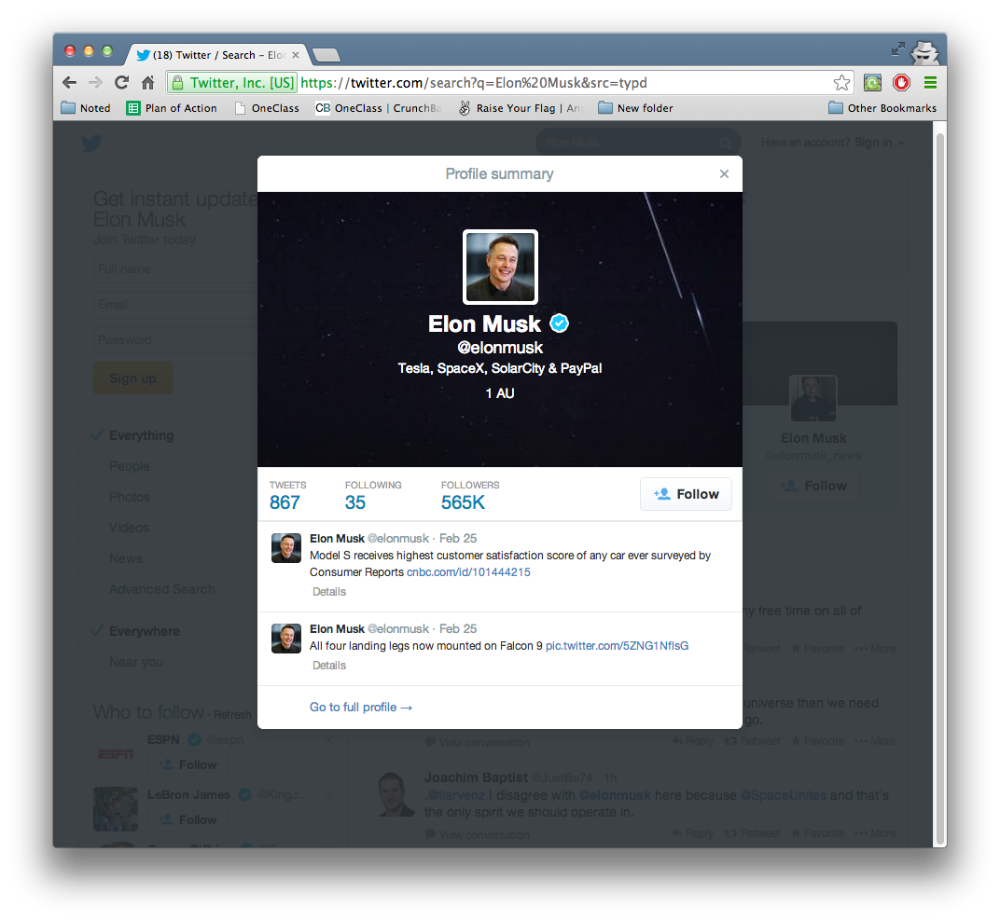 (18) Twitter / Search – Elo
Twitter, Inc. [US] https://twitter.com/search?q=Elon%20Musk&src=typd
Noted Plan of Action OneClass CB OneClass | CrunchBa Raise Your Flag | An New folder Other Bookmarks
Elon Musk Have an account? Sign in
Profile summary
Get instant update
Elon Musk
Join Twitter today
Full name
Email
Password
Sign up
Everything
People
Photos
Videos
News
Advanced Search
Everywhere
Near you
Who to follow · Refresh
ESPN @espn
Follow
LeBron James @KingJ...
Follow
Elon Musk
@elonmusk
Tesla, SpaceX, SolarCity & PayPal
1 AU
TWEETS FOLLOWING FOLLOWERS
867 35 565K
Follow
Elon Musk @elonmusk · Feb 25
Model S receives highest customer satisfaction score of any car ever surveyed by
Consumer Reports cnbc.com/id/101444215
Details
Elon Musk @elonmusk · Feb 25
All four landing legs now mounted on Falcon 9 pic.twitter.com/5ZNG1NflsG
Details
Go to full profile →
Elon Musk
@elonmusk_news
Follow
my free time on all of
Retweet Favorite More
universe then we need
go.
View conversation Reply Retweet Favorite More
Joachim Baptist @JustBe74 · 1h
.@tiarvenz I disagree with @elonmusk here because @SpaceUnites and that's
the only spirit we should operate in.
View conversation Reply Retweet Favorite More